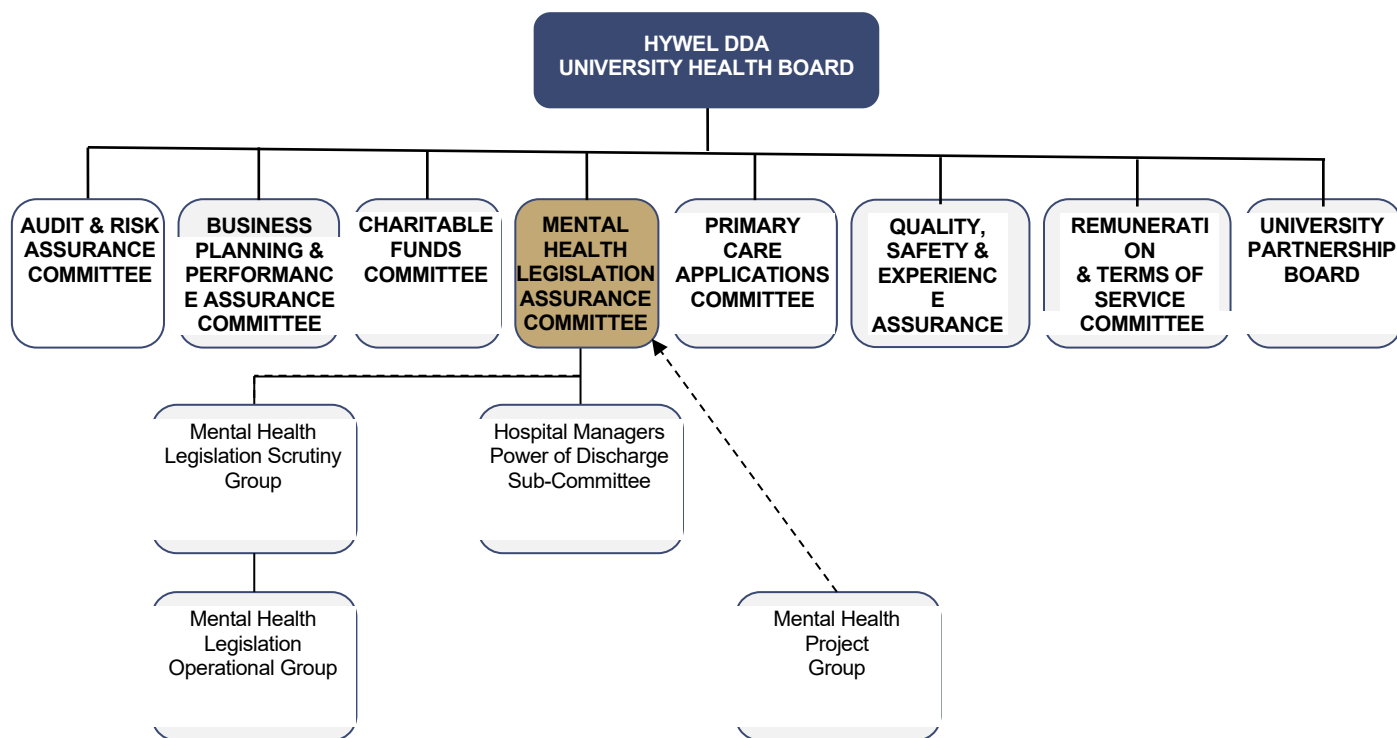 HYWEL DDA
UNIVERSITY HEALTH BOARD
AUDIT & RISK
ASSURANCE
COMMITTEE
BUSINESS
PLANNING &
PERFORMANC
E ASSURANCE
COMMITTEE
CHARITABLE
FUNDS
COMMITTEE
MENTAL
HEALTH
LEGISLATION
ASSURANCE
COMMITTEE
PRIMARY
CARE
APPLICATIONS
COMMITTEE
QUALITY,
SAFETY &
EXPERIENC
E
ASSURANCE
REMUNERATI
ON
& TERMS OF
SERVICE
COMMITTEE
UNIVERSITY
PARTNERSHIP
BOARD
Mental Health
Legislation Scrutiny
Group
Hospital Managers
Power of Discharge
Sub-Committee
Mental Health
Legislation
Operational Group
Mental Health
Project
Group